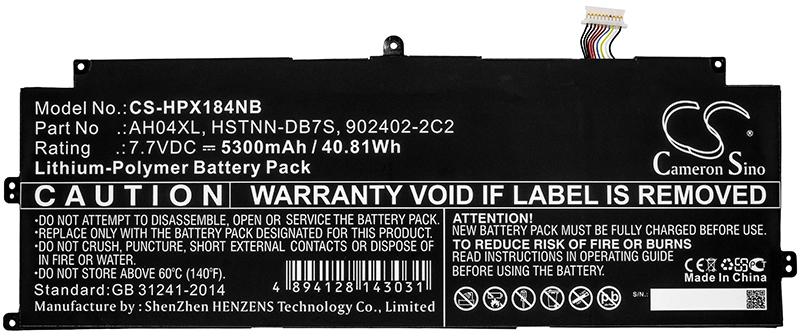 Model No.: CS-HPX184NB
Part No : AH04XL, HSTNN-DB7S, 902402-2C2
Rating : 7.7VDC 5300mAh / 40.81Wh
Lithium-Polymer Battery Pack
CS
Cameron Sino
CAUTION
WARRANTY VOID IF LABEL IS REMOVED
*DO NOT ATTEMPT TO DISASSEMBLE, OPEN OR SERVICE THE BATTERY PACK.
*REPLACE ONLY WITH THE BATTERY PACK DESIGNATED FOR THIS PRODUCT.
*DO NOT CRUSH, PUNCTURE, SHORT EXTERNAL CONTACTS OR DISPOSE OF
IN FIRE OR WATER.
*DO NOT STORE ABOVE 60°C (140°F).
Standard: GB 31241-2014
Manufacture by : ShenZhen HENZENS Technology Co., Limited.
4 894128 143031
ATTENTION!
NEW BATTERY PACK MUST BE FULLY CHARGED BEFORE USE.
TO REDUCE RISK OF FIRE OR BURNS
READ INSTRUCTIONS IN OPERATING GUIDE
BEFORE USING THIS BATTERY PACK.
S/N:
CE
Made In China